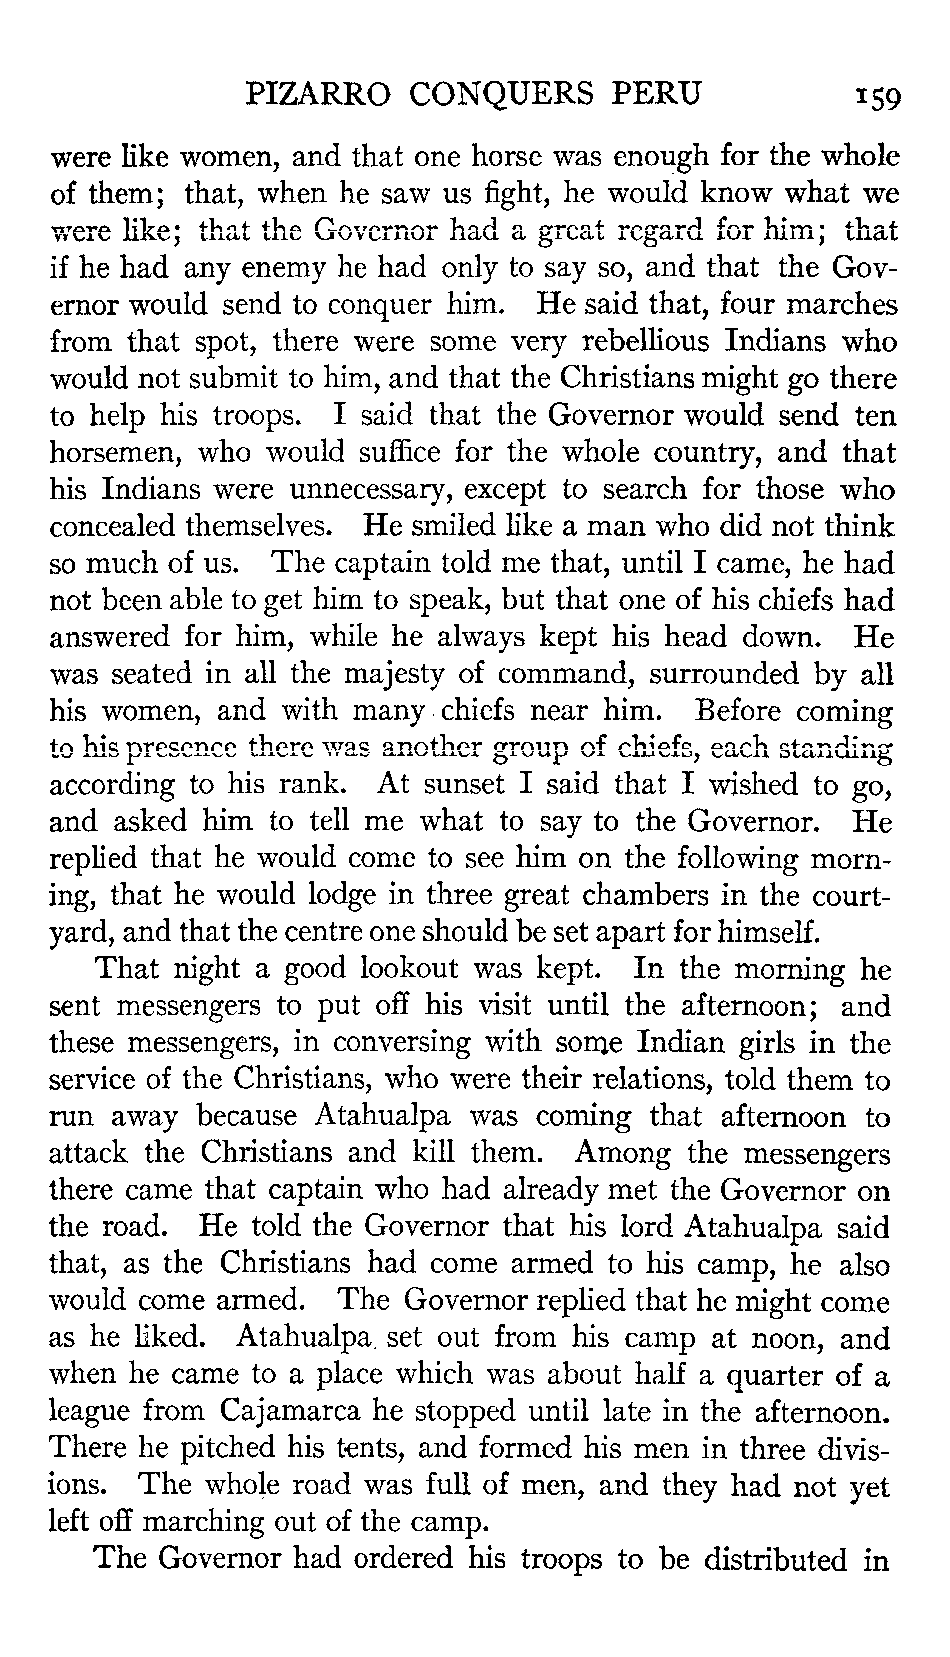 PIZARRO CONQUERS PERU 159
were like women, and that one horse was enough for the whole
of them; that, when he saw us fight, he would know what we
were like; that the Governor had a great regard for him; that
if he had any enemy he had only to say so, and that the Gov-
ernor would send to conquer him. He said that, four marches
from that spot, there were some very rebellious Indians who
would not submit to him, and that the Christians might go there
to help his troops. I said that the Governor would send ten
horsemen, who would suffice for the whole country, and that
his Indians were unnecessary, except to search for those who
concealed themselves. He smiled like a man who did not think
so much of us. The captain told me that, until I came, he had
not been able to get him to speak, but that one of his chiefs had
answered for him, while he always kept his head down. He
was seated in all the majesty of command, surrounded by all
his women, and with many chiefs near him. Before coming
to his presence there was another group of chiefs, each standing
according to his rank. At sunset I said that I wished to go,
and asked him to tell me what to say to the Governor. He
replied that he would come to see him on the following morn-
ing, that he would lodge in three great chambers in the court-
yard, and that the centre one should be set apart for himself.
That night a good lookout was kept. In the morning he
sent messengers to put off his visit until the afternoon; and
these messengers, in conversing with some Indian girls in the
service of the Christians, who were their relations, told them to
run away because Atahualpa was coming that afternoon to
attack the Christians and kill them. Among the messengers
there came that captain who had already met the Governor on
the road. He told the Governor that his lord Atahualpa said
that, as the Christians had come armed to his camp, he also
would come armed. The Governor replied that he might come
as he liked. Atahualpa set out from his camp at noon, and
when he came to a place which was about half a quarter of a
league from Cajamarca he stopped until late in the afternoon.
There he pitched his tents, and formed his men in three divis-
ions. The whole road was full of men, and they had not yet
left off marching out of the camp.
The Governor had ordered his troops to be distributed in